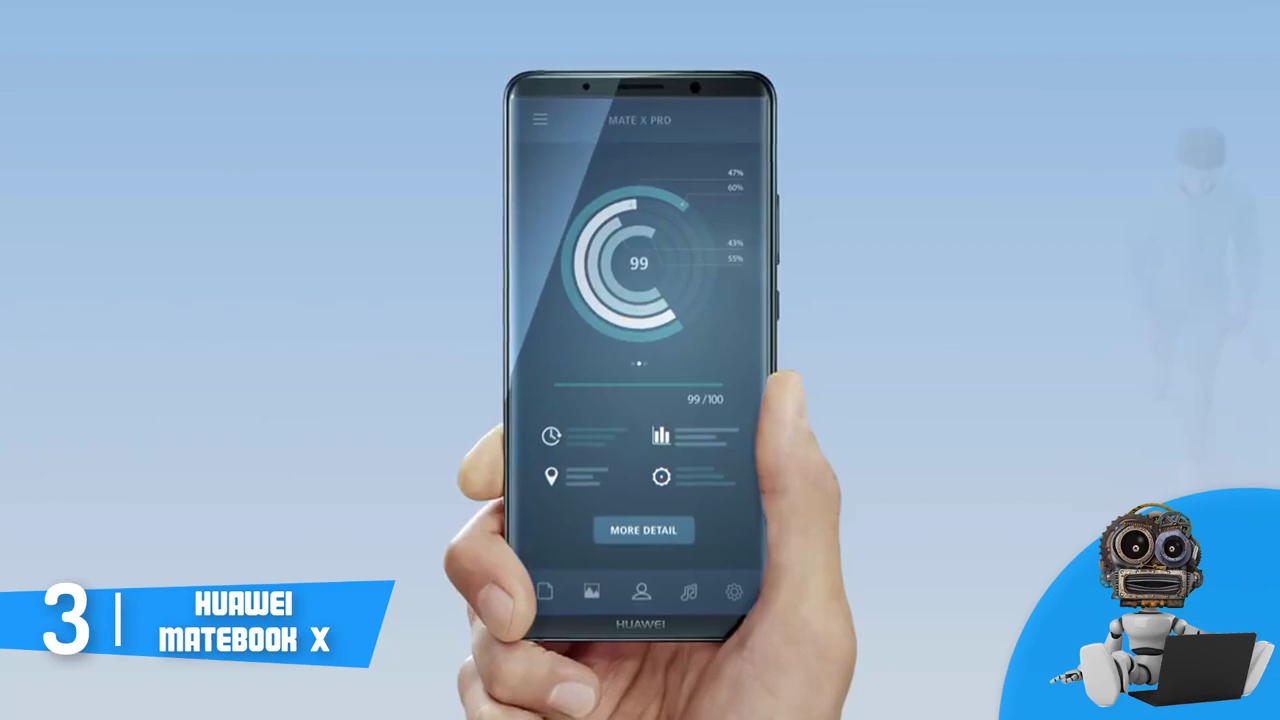 MATE X PRO
47%
60%
43%
55%
99
99 /100
MORE DETAIL
HUAWEI
3
HUAWEI
MATEBOOK X